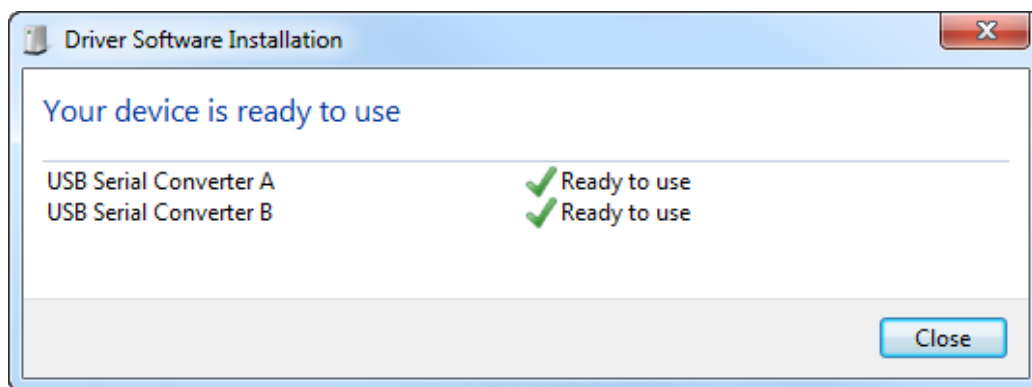 Driver Software Installation
Your device is ready to use
USB Serial Converter A Ready to use
USB Serial Converter B Ready to use
Close